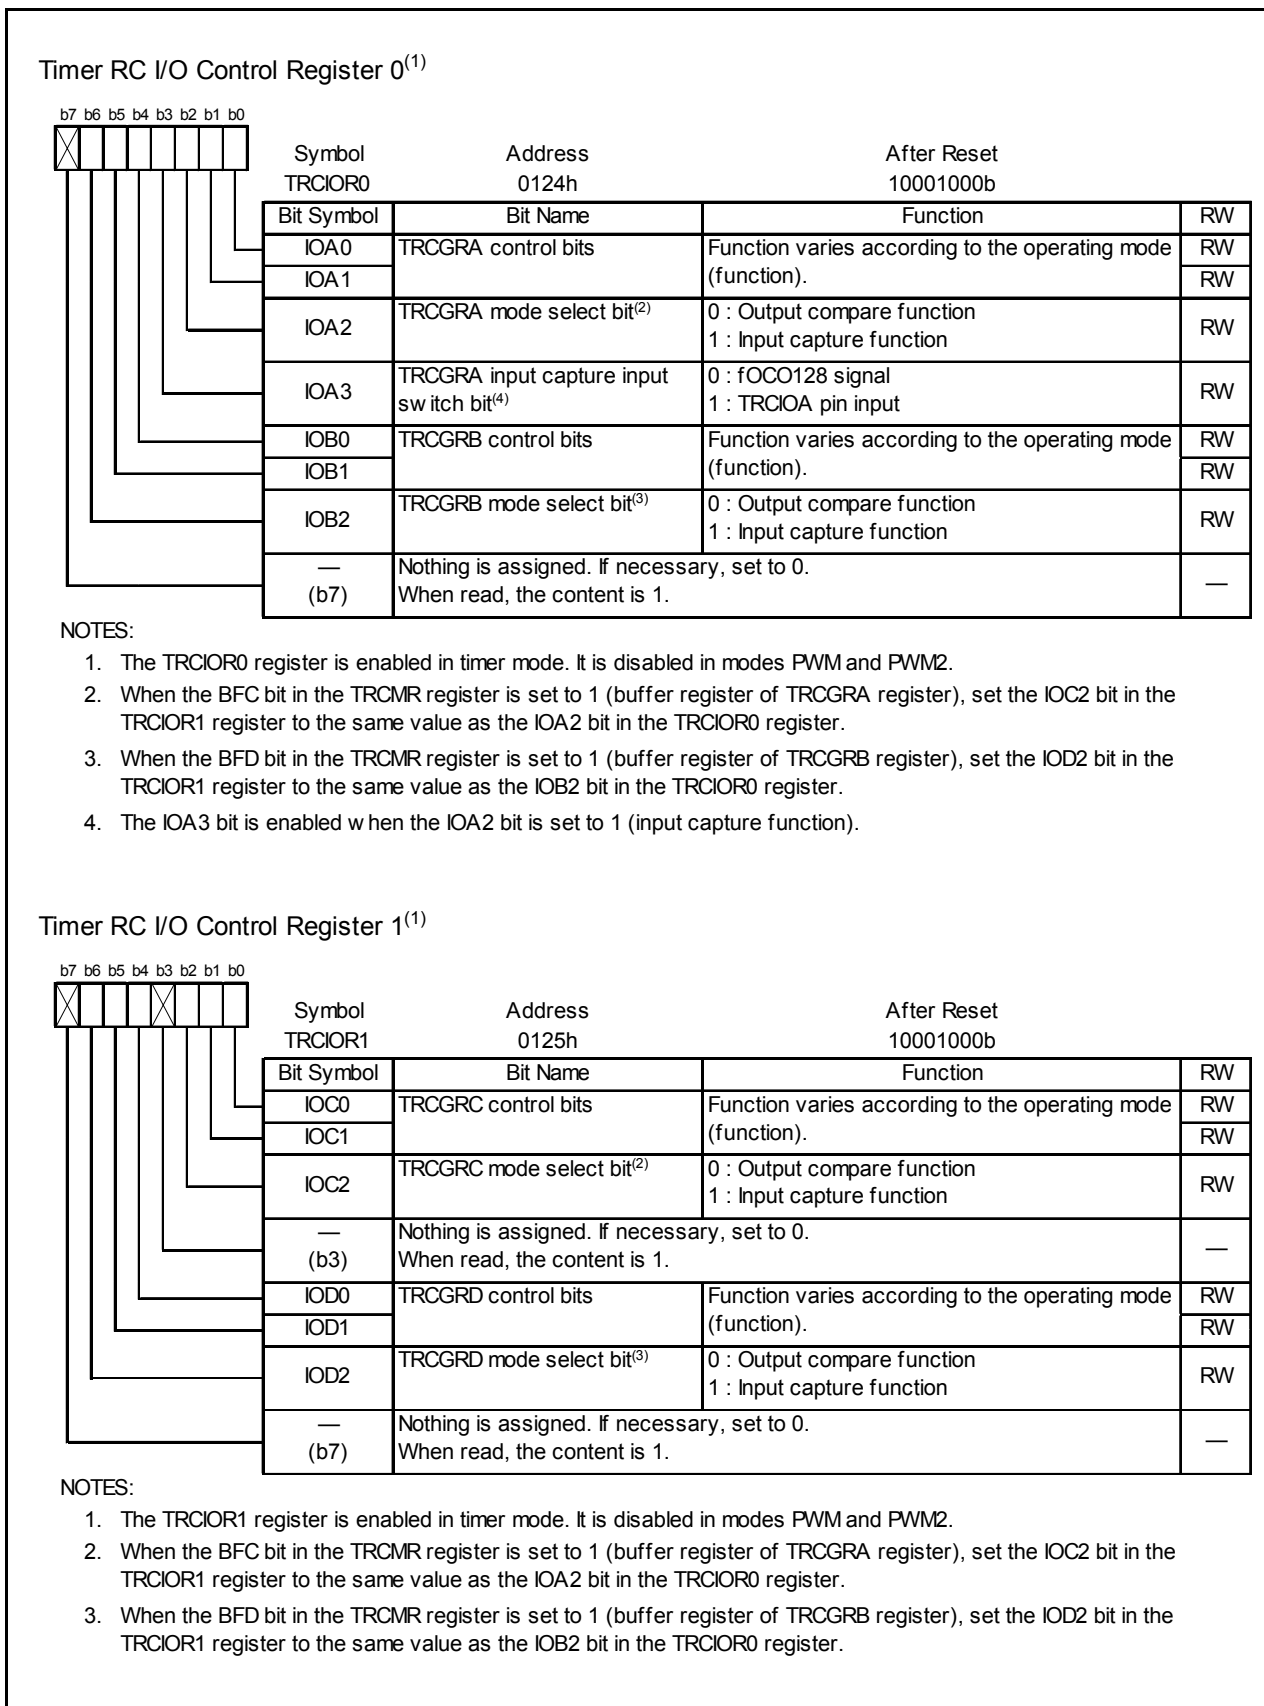 Timer RC I/O Control Register 0(1)
b7 b6 b5 b4 b3 b2 b1 b0
Symbol Address After Reset
TRCIOR0 0124h 10001000b
Bit Symbol Bit Name Function RW
IOA0 TRCGRA control bits Function varies according to the operating mode RW
IOA1 (function). RW
IOA2 TRCGRA mode select bit(2) 0 : Output compare function RW
1 : Input capture function
IOA3 TRCGRA input capture input 0 : fOCO128 signal RW
switch bit(4) 1 : TRCIOA pin input
IOB0 TRCGRB control bits Function varies according to the operating mode RW
IOB1 (function). RW
IOB2 TRCGRB mode select bit(3) 0 : Output compare function RW
1 : Input capture function
— Nothing is assigned. If necessary, set to 0. —
(b7) When read, the content is 1.
NOTES:
1. The TRCIOR0 register is enabled in timer mode. It is disabled in modes PWM and PWM2.
2. When the BFC bit in the TRCMR register is set to 1 (buffer register of TRCGRA register), set the IOC2 bit in the
TRCIOR1 register to the same value as the IOA2 bit in the TRCIOR0 register.
3. When the BFD bit in the TRCMR register is set to 1 (buffer register of TRCGRB register), set the IOD2 bit in the
TRCIOR1 register to the same value as the IOB2 bit in the TRCIOR0 register.
4. The IOA3 bit is enabled when the IOA2 bit is set to 1 (input capture function).
Timer RC I/O Control Register 1(1)
b7 b6 b5 b4 b3 b2 b1 b0
Symbol Address After Reset
TRCIOR1 0125h 10001000b
Bit Symbol Bit Name Function RW
IOC0 TRCGRC control bits Function varies according to the operating mode RW
IOC1 (function). RW
IOC2 TRCGRC mode select bit(2) 0 : Output compare function RW
1 : Input capture function
— Nothing is assigned. If necessary, set to 0. —
(b3) When read, the content is 1.
IOD0 TRCGRD control bits Function varies according to the operating mode RW
IOD1 (function). RW
IOD2 TRCGRD mode select bit(3) 0 : Output compare function RW
1 : Input capture function
— Nothing is assigned. If necessary, set to 0. —
(b7) When read, the content is 1.
NOTES:
1. The TRCIOR1 register is enabled in timer mode. It is disabled in modes PWM and PWM2.
2. When the BFC bit in the TRCMR register is set to 1 (buffer register of TRCGRA register), set the IOC2 bit in the
TRCIOR1 register to the same value as the IOA2 bit in the TRCIOR0 register.
3. When the BFD bit in the TRCMR register is set to 1 (buffer register of TRCGRB register), set the IOD2 bit in the
TRCIOR1 register to the same value as the IOB2 bit in the TRCIOR0 register.